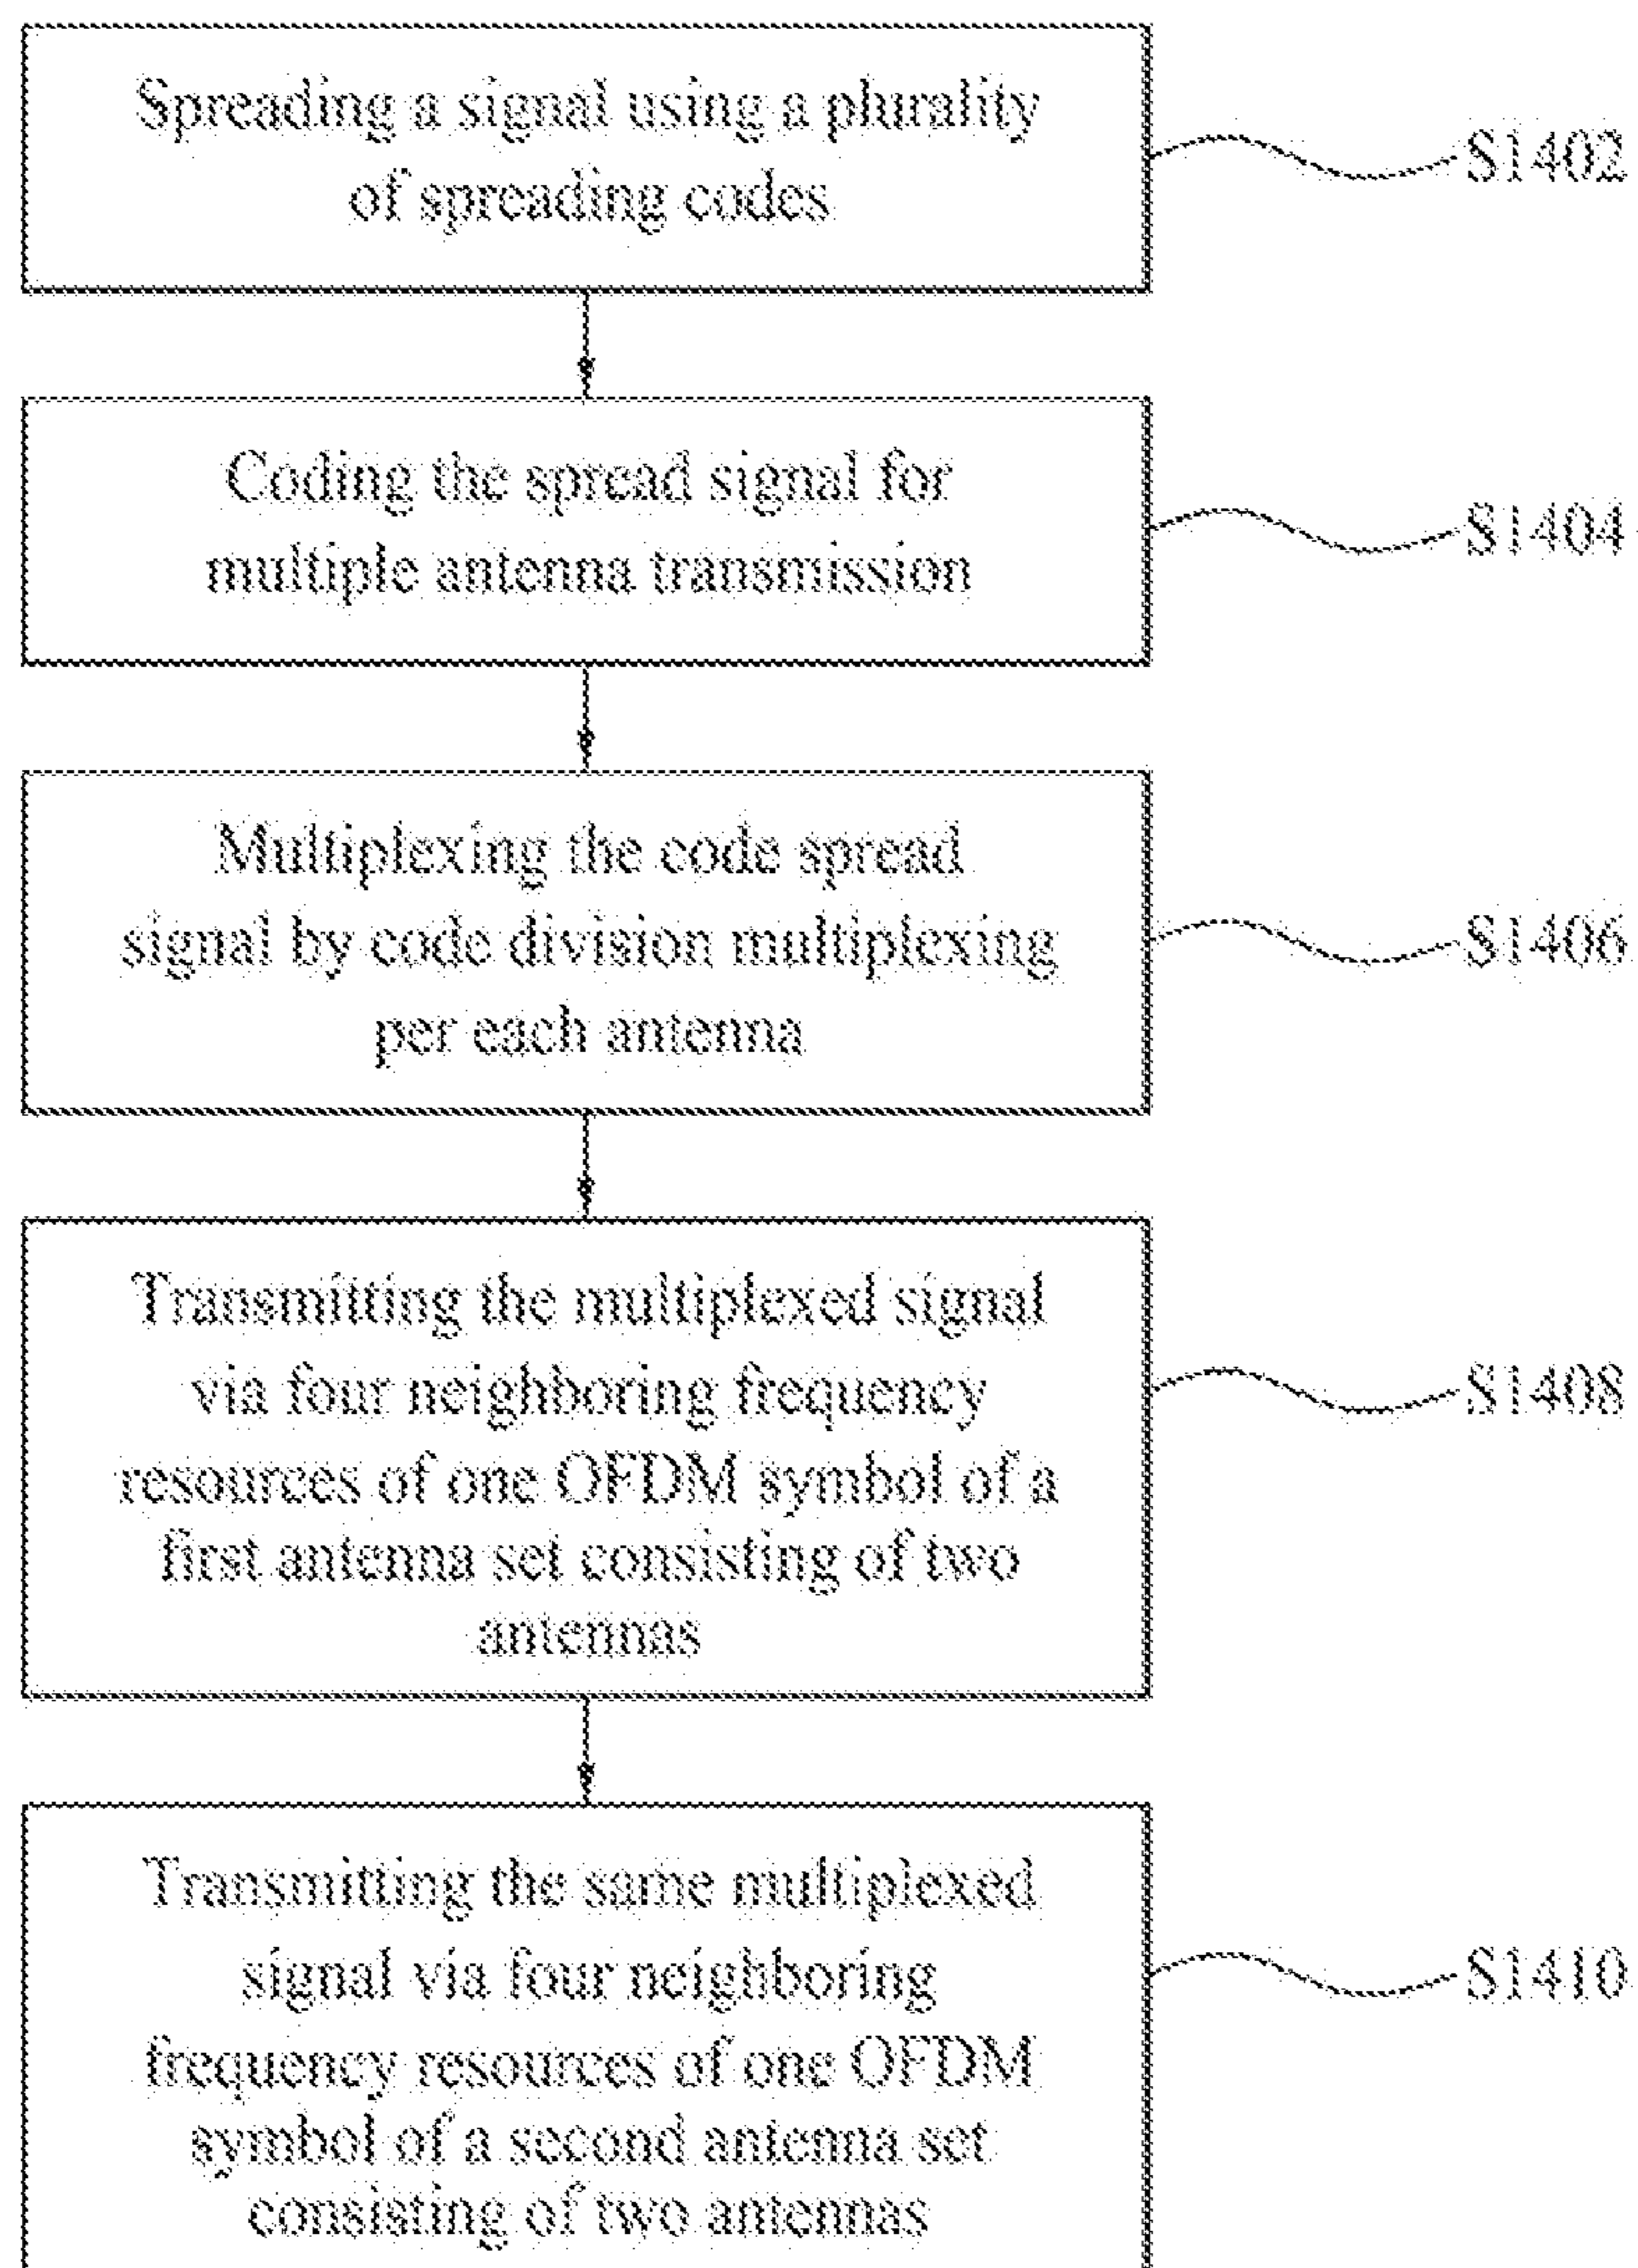 Spreading a signal using a plurality
of spreading codes
S1402
Coding the spread signal for
multiple antenna transmission
S1404
Multiplexing the code spread
signal by code division multiplexing
per each antenna
S1406
Transmitting the multiplexed signal
via four neighboring frequency
resources of one OFDM symbol of a
first antenna set consisting of two
antennas
S1408
Transmitting the same multiplexed
signal via four neighboring
frequency resources of one OFDM
symbol of a second antenna set
consisting of two antennas
S1410